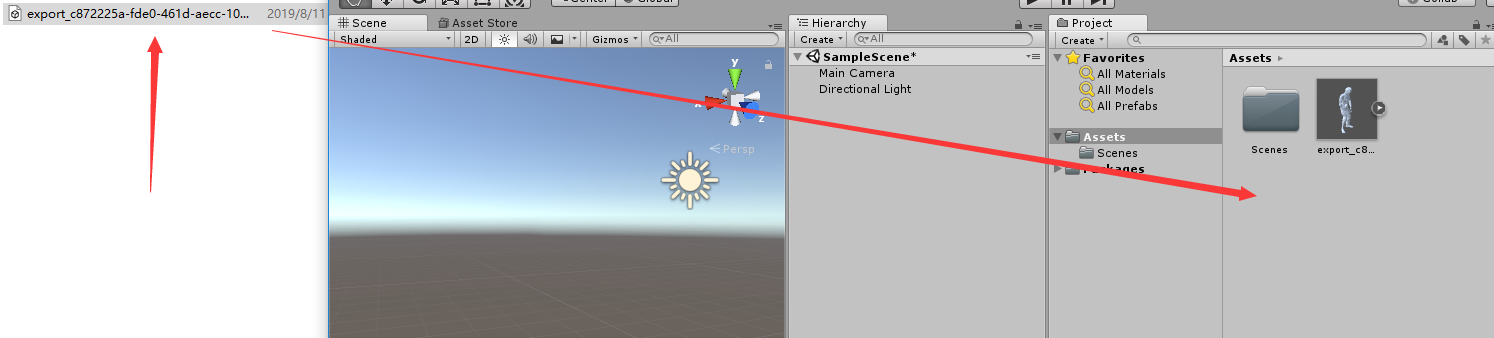 export_c872225a-fde0-461d-aecc-10... 2019/8/11
Center Global
Scene Asset Store
Shaded 2D Gizmos All
y
x
z
Persp
Hierarchy
Create All
SampleScene*
Main Camera
Directional Light
Project
Create
Favorites
All Materials
All Models
All Prefabs
Assets
Scenes
Packages
Assets
Scenes
export_c8...